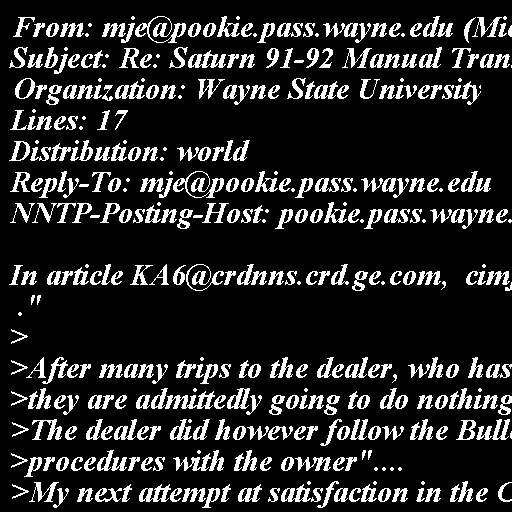 From: mje@pookie.pass.wayne.edu (Mic
Subject: Re: Saturn 91-92 Manual Tran
Organization: Wayne State University
Lines: 17
Distribution: world
Reply-To: mje@pookie.pass.wayne.edu
NNTP-Posting-Host: pookie.pass.wayne.

In article KA6@crdnns.crd.ge.com,  cim
."
>
>After many trips to the dealer, who has
>they are admittedly going to do nothing
>The dealer did however follow the Bull
>procedures with the owner"....
>My next attempt at satisfaction in the